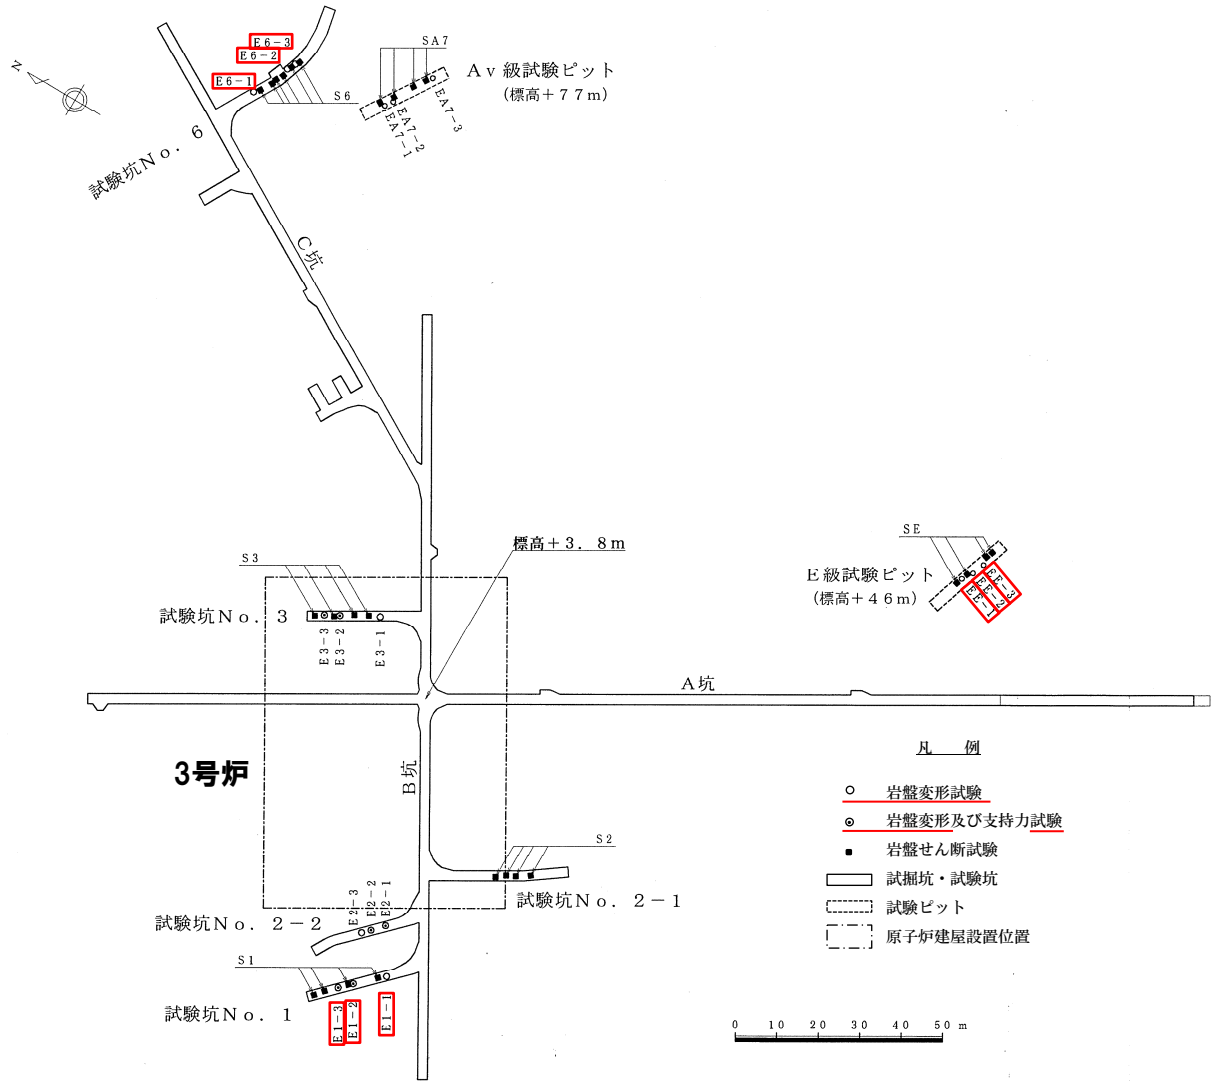 N
E6-3
E6-2
E6-1
S6
SA7
Av級試験ピット
(標高+77m)
EA7-3
EA7-2
EA7-1
試験坑No. 6
C坑
標高+3.8m
S3
試験坑No. 3
E3-3
E3-2
E3-1
SE
E級試験ピット
(標高+46m)
EE-3
EE-2
EE-1
A坑
3号炉
B坑
凡 例
岩盤変形試験
岩盤変形及び支持力試験
岩盤せん断試験
試掘坑・試験坑
試験ピット
原子炉建屋設置位置
S2
試験坑No. 2-1
E2-3
E2-2
E2-1
試験坑No. 2-2
S1
試験坑No. 1
E1-3
E1-2
E1-1
0 10 20 30 40 50 m